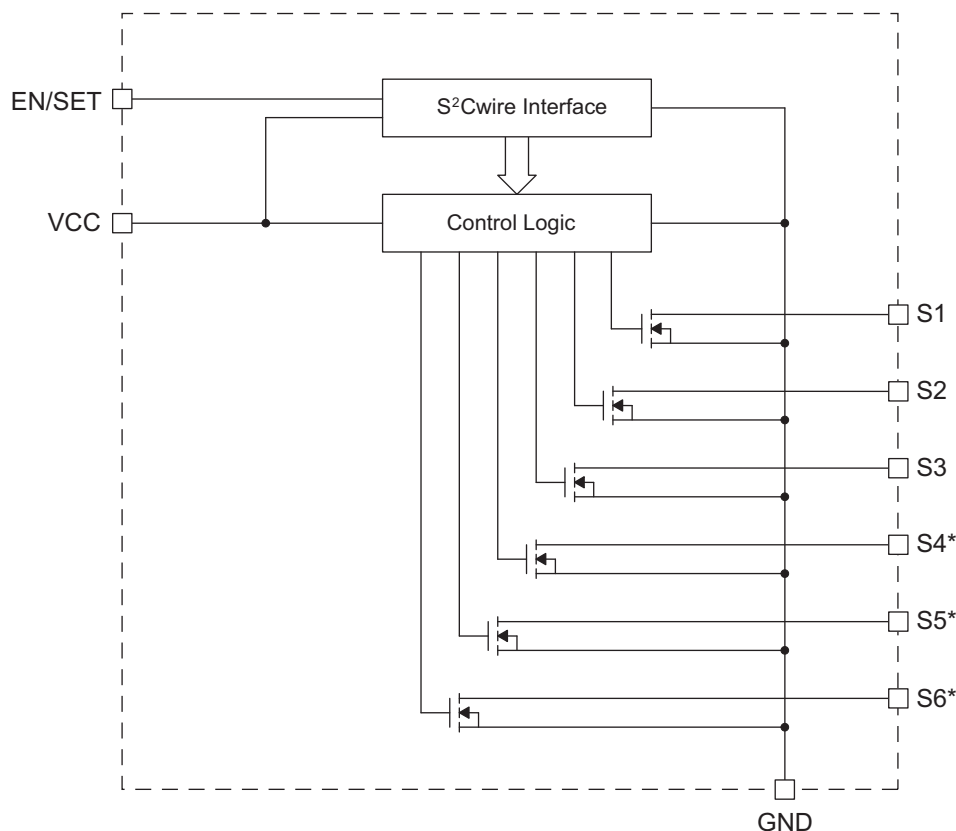 EN/SET
S²Cwire Interface
VCC
Control Logic
S1
S2
S3
S4*
S5*
S6*
GND